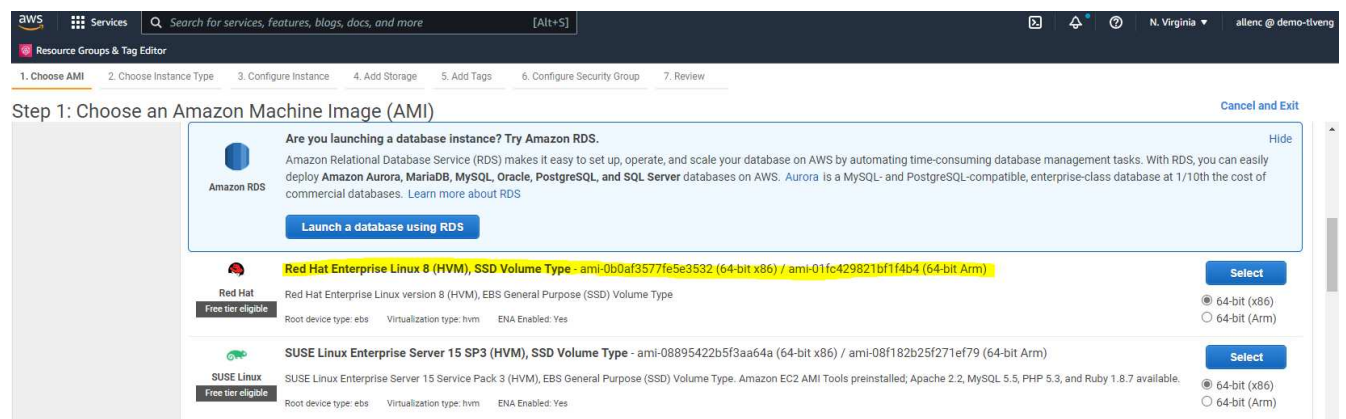 aws Services Search for services, features, blogs, docs, and more [Alt+S] N. Virginia allenc @ demo-tlveng
Resource Groups & Tag Editor
1. Choose AMI 2. Choose Instance Type 3. Configure Instance 4. Add Storage 5. Add Tags 6. Configure Security Group 7. Review
Step 1: Choose an Amazon Machine Image (AMI) Cancel and Exit
Are you launching a database instance? Try Amazon RDS. Hide
Amazon Relational Database Service (RDS) makes it easy to set up, operate, and scale your database on AWS by automating time-consuming database management tasks. With RDS, you can easily
deploy Amazon Aurora, MariaDB, MySQL, Oracle, PostgreSQL, and SQL Server databases on AWS. Aurora is a MySQL- and PostgreSQL-compatible, enterprise-class database at 1/10th the cost of
Amazon RDS
commercial databases. Learn more about RDS
Launch a database using RDS
Red Hat Enterprise Linux 8 (HVM), SSD Volume Type - ami-0b0af3577fe5e3532 (64-bit x86) / ami-01fc429821bf1f4b4 (64-bit Arm) Select
Red Hat
Red Hat Enterprise Linux version 8 (HVM), EBS General Purpose (SSD) Volume Type
64-bit (x86)
Free tier eligible
Root device type: ebs Virtualization type: hvm ENA Enabled: Yes
64-bit (Arm)
SUSE Linux Enterprise Server 15 SP3 (HVM), SSD Volume Type - ami-08895422b5f3aa64a (64-bit x86) / ami-08f182b25f271ef79 (64-bit Arm) Select
SUSE Linux
SUSE Linux Enterprise Server 15 Service Pack 3 (HVM), EBS General Purpose (SSD) Volume Type. Amazon EC2 AMI Tools preinstalled; Apache 2.2, MySQL 5.5, PHP 5.3, and Ruby 1.8.7 available.
64-bit (x86)
Free tier eligible
Root device type: ebs Virtualization type: hvm ENA Enabled: Yes
64-bit (Arm)